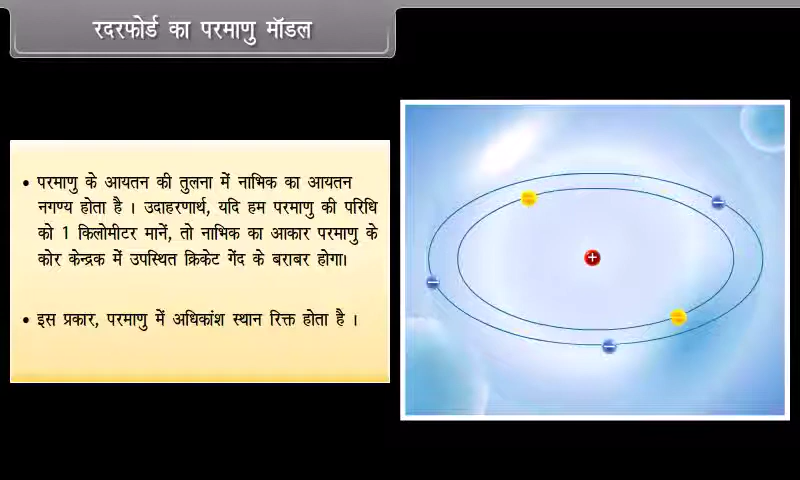 रदरफोर्ड का परमाणु मॉडल
• परमाणु के आयतन की तुलना में नाभिक का आयतन
नगण्य होता है । उदाहरणार्थ, यदि हम परमाणु की परिधि
को 1 किलोमीटर मानें, तो नाभिक का आकार परमाणु के
कोर केन्द्रक में उपस्थित क्रिकेट गेंद के बराबर होगा।
• इस प्रकार, परमाणु में अधिकांश स्थान रिक्त होता है ।